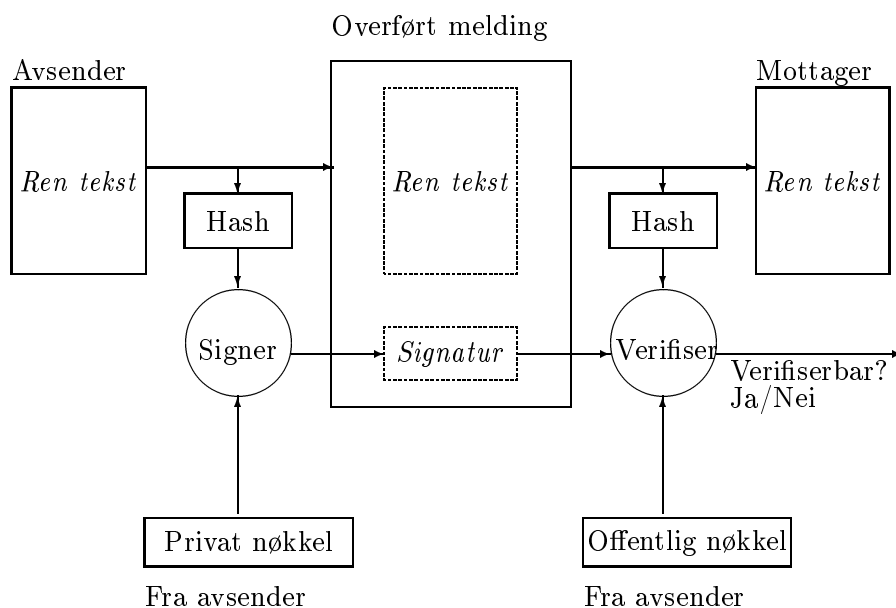 Overført melding
Avsender
Mottager
Ren tekst
Ren tekst
Ren tekst
Hash
Hash
Signer
Signatur
Verifiser
Verifiserbar?
Ja/Nei
Privat nøkkel
Offentlig nøkkel
Fra avsender
Fra avsender